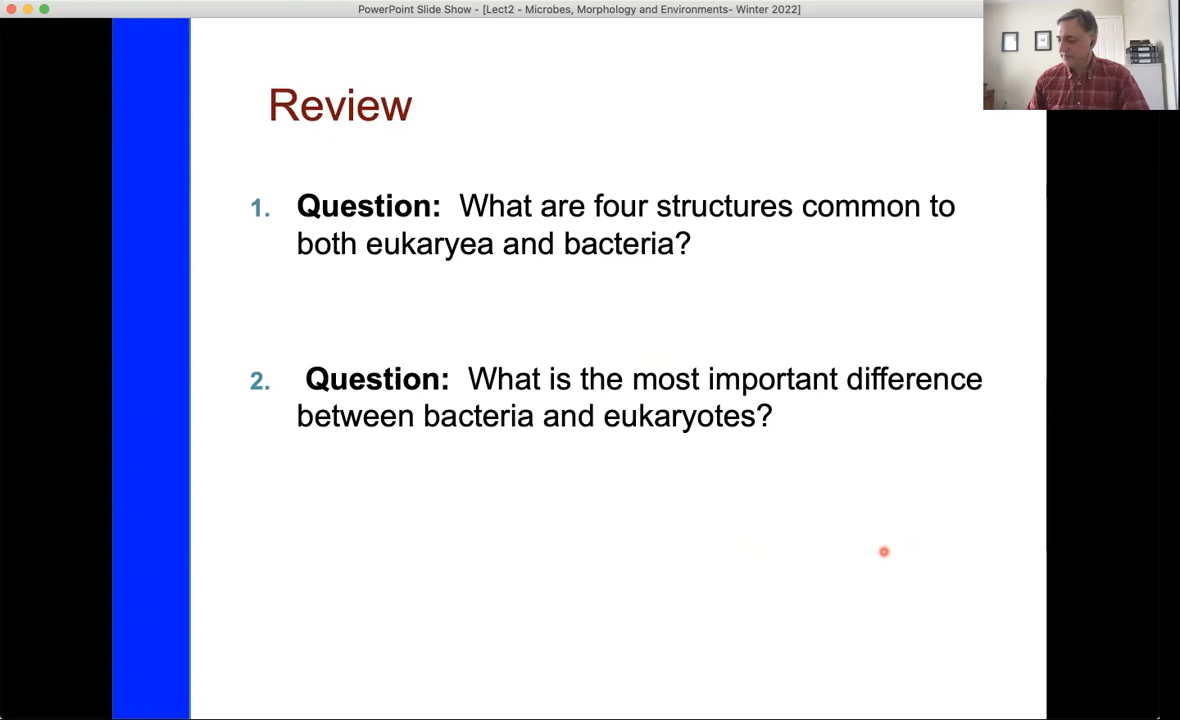 PowerPoint Slide Show - [Lect2 - Microbes, Morphology and Environments- Winter 2022]
Review
1. Question: What are four structures common to
both eukaryea and bacteria?
2. Question: What is the most important difference
between bacteria and eukaryotes?